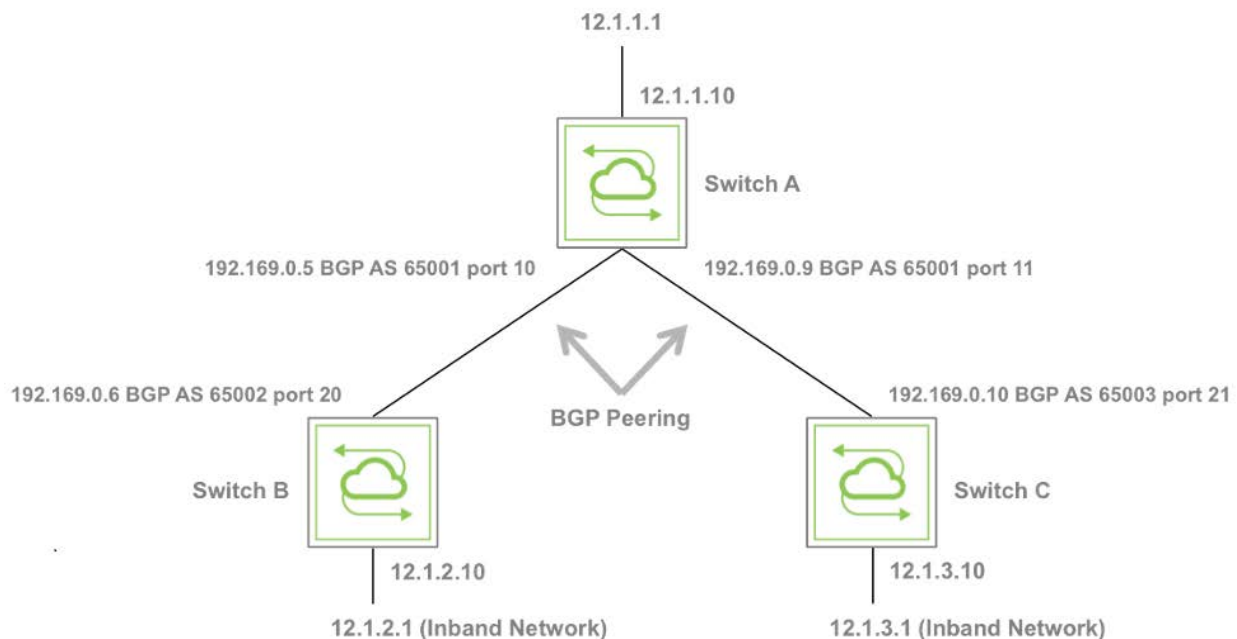 12.1.1.1
12.1.1.10
Switch A
192.169.0.5 BGP AS 65001 port 10
192.169.0.9 BGP AS 65001 port 11
192.169.0.6 BGP AS 65002 port 20
192.169.0.10 BGP AS 65003 port 21
BGP Peering
Switch B
Switch C
12.1.2.10
12.1.3.10
12.1.2.1 (Inband Network)
12.1.3.1 (Inband Network)